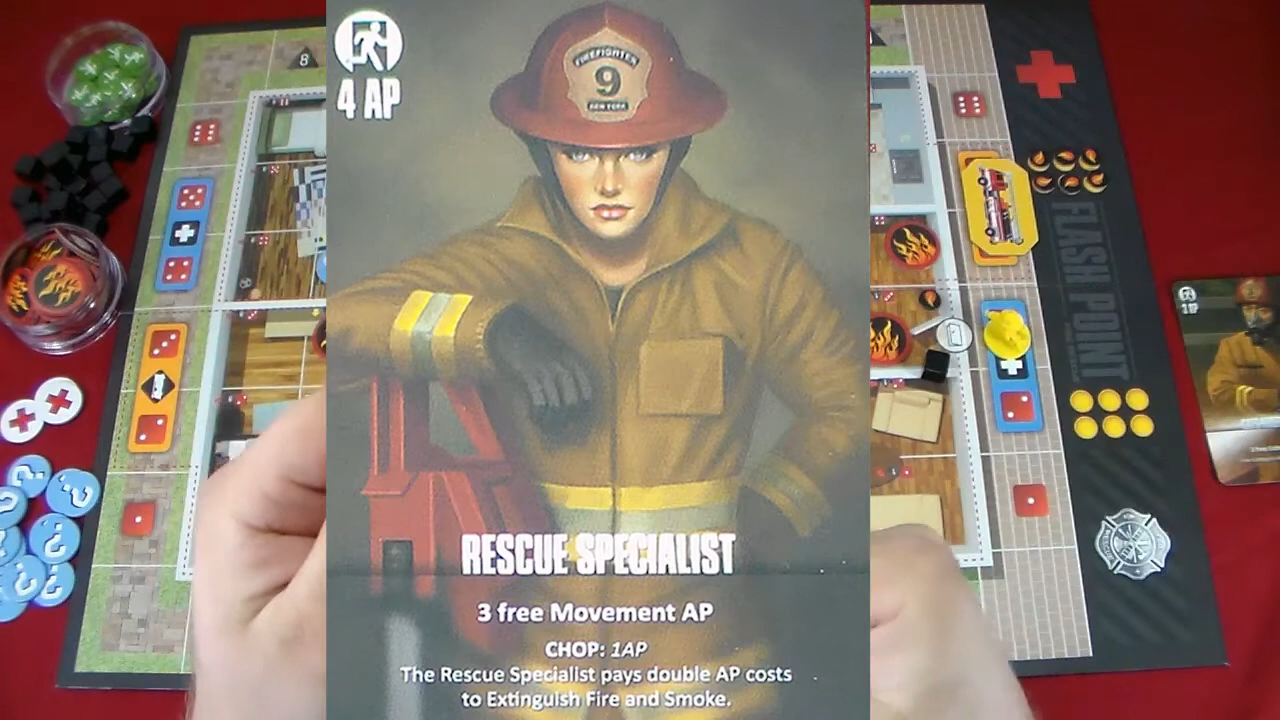 4 AP
FIREFIGHTER
9
NEW YORK
RESCUE SPECIALIST
3 free Movement AP
CHOP: 1AP
The Rescue Specialist pays double AP costs
to Extinguish Fire and Smoke.
8
FLASH POINT